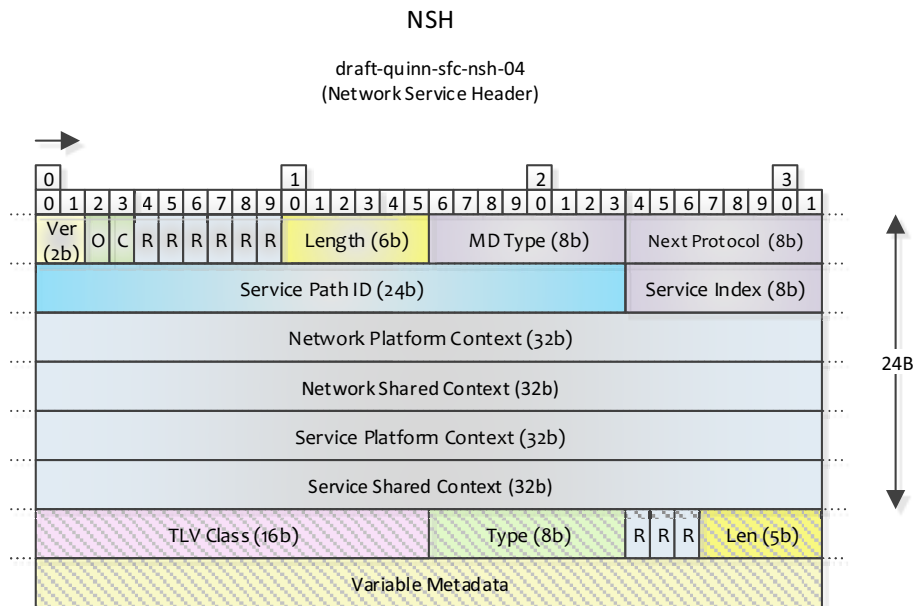 NSH
draft-quinn-sfc-nsh-04
(Network Service Header)
0 1 2 3
0 1 2 3 4 5 6 7 8 9 0 1 2 3 4 5 6 7 8 9 0 1 2 3 4 5 6 7 8 9 0 1
Ver (2b) O C R R R R R R Length (6b) MD Type (8b) Next Protocol (8b)
Service Path ID (24b) Service Index (8b)
Network Platform Context (32b)
24B
Network Shared Context (32b)
Service Platform Context (32b)
Service Shared Context (32b)
TLV Class (16b) Type (8b) R R R Len (5b)
Variable Metadata